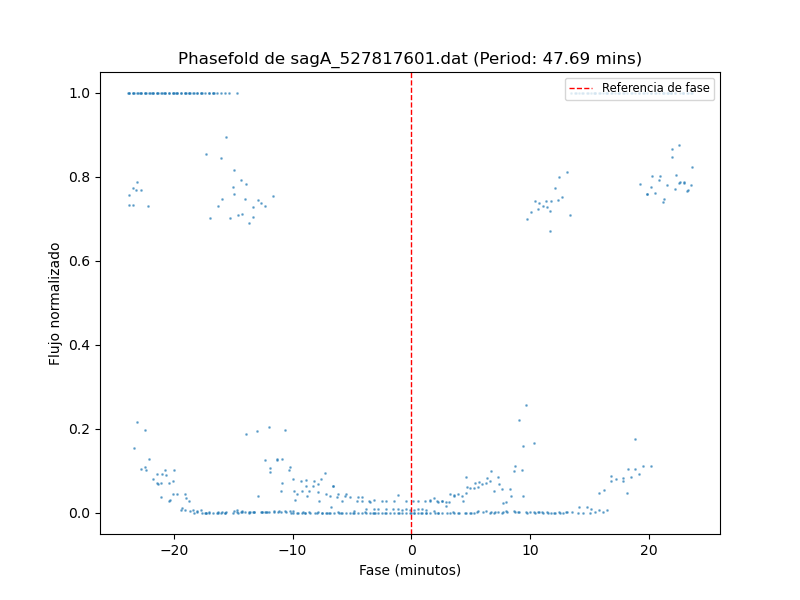 Phasefold de sagA_527817601.dat (Period: 47.69 mins)
Referencia de fase
Flujo normalizado
1.0
0.8
0.6
0.4
0.2
0.0
−20
−10
0
10
20
Fase (minutos)